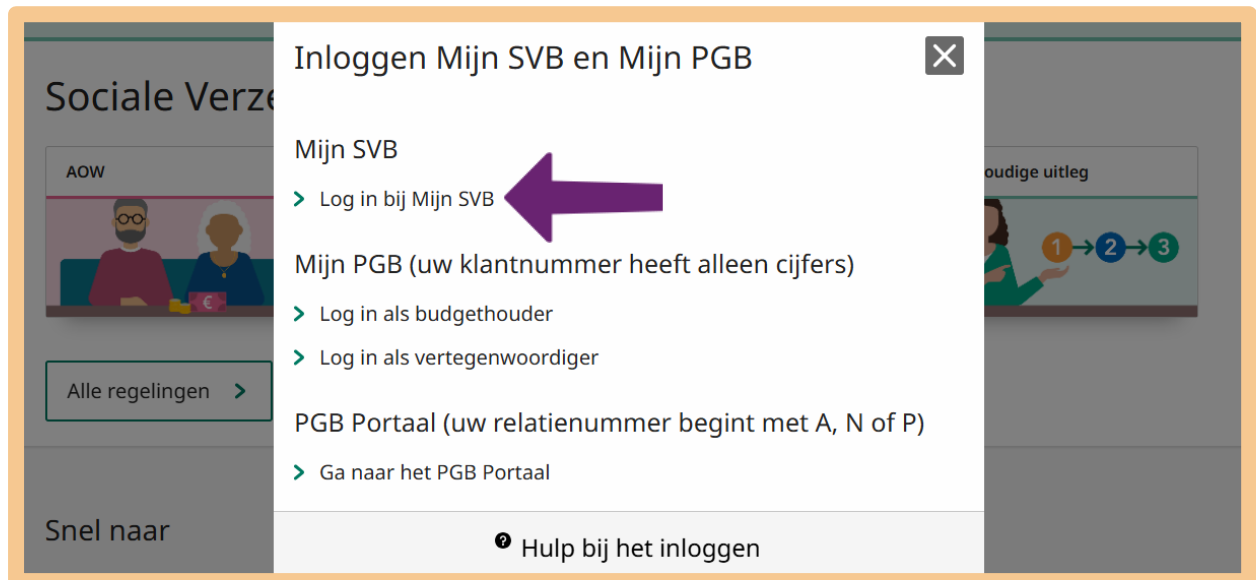 Inloggen Mijn SVB en Mijn PGB
Sociale Verze
Mijn SVB
AOW
oudige uitleg
Log in bij Mijn SVB
1 2 3
€
Mijn PGB (uw klantnummer heeft alleen cijfers)
Log in als budgethouder
Log in als vertegenwoordiger
Alle regelingen
PGB Portaal (uw relatienummer begint met A, N of P)
Ga naar het PGB Portaal
Snel naar
? Hulp bij het inloggen